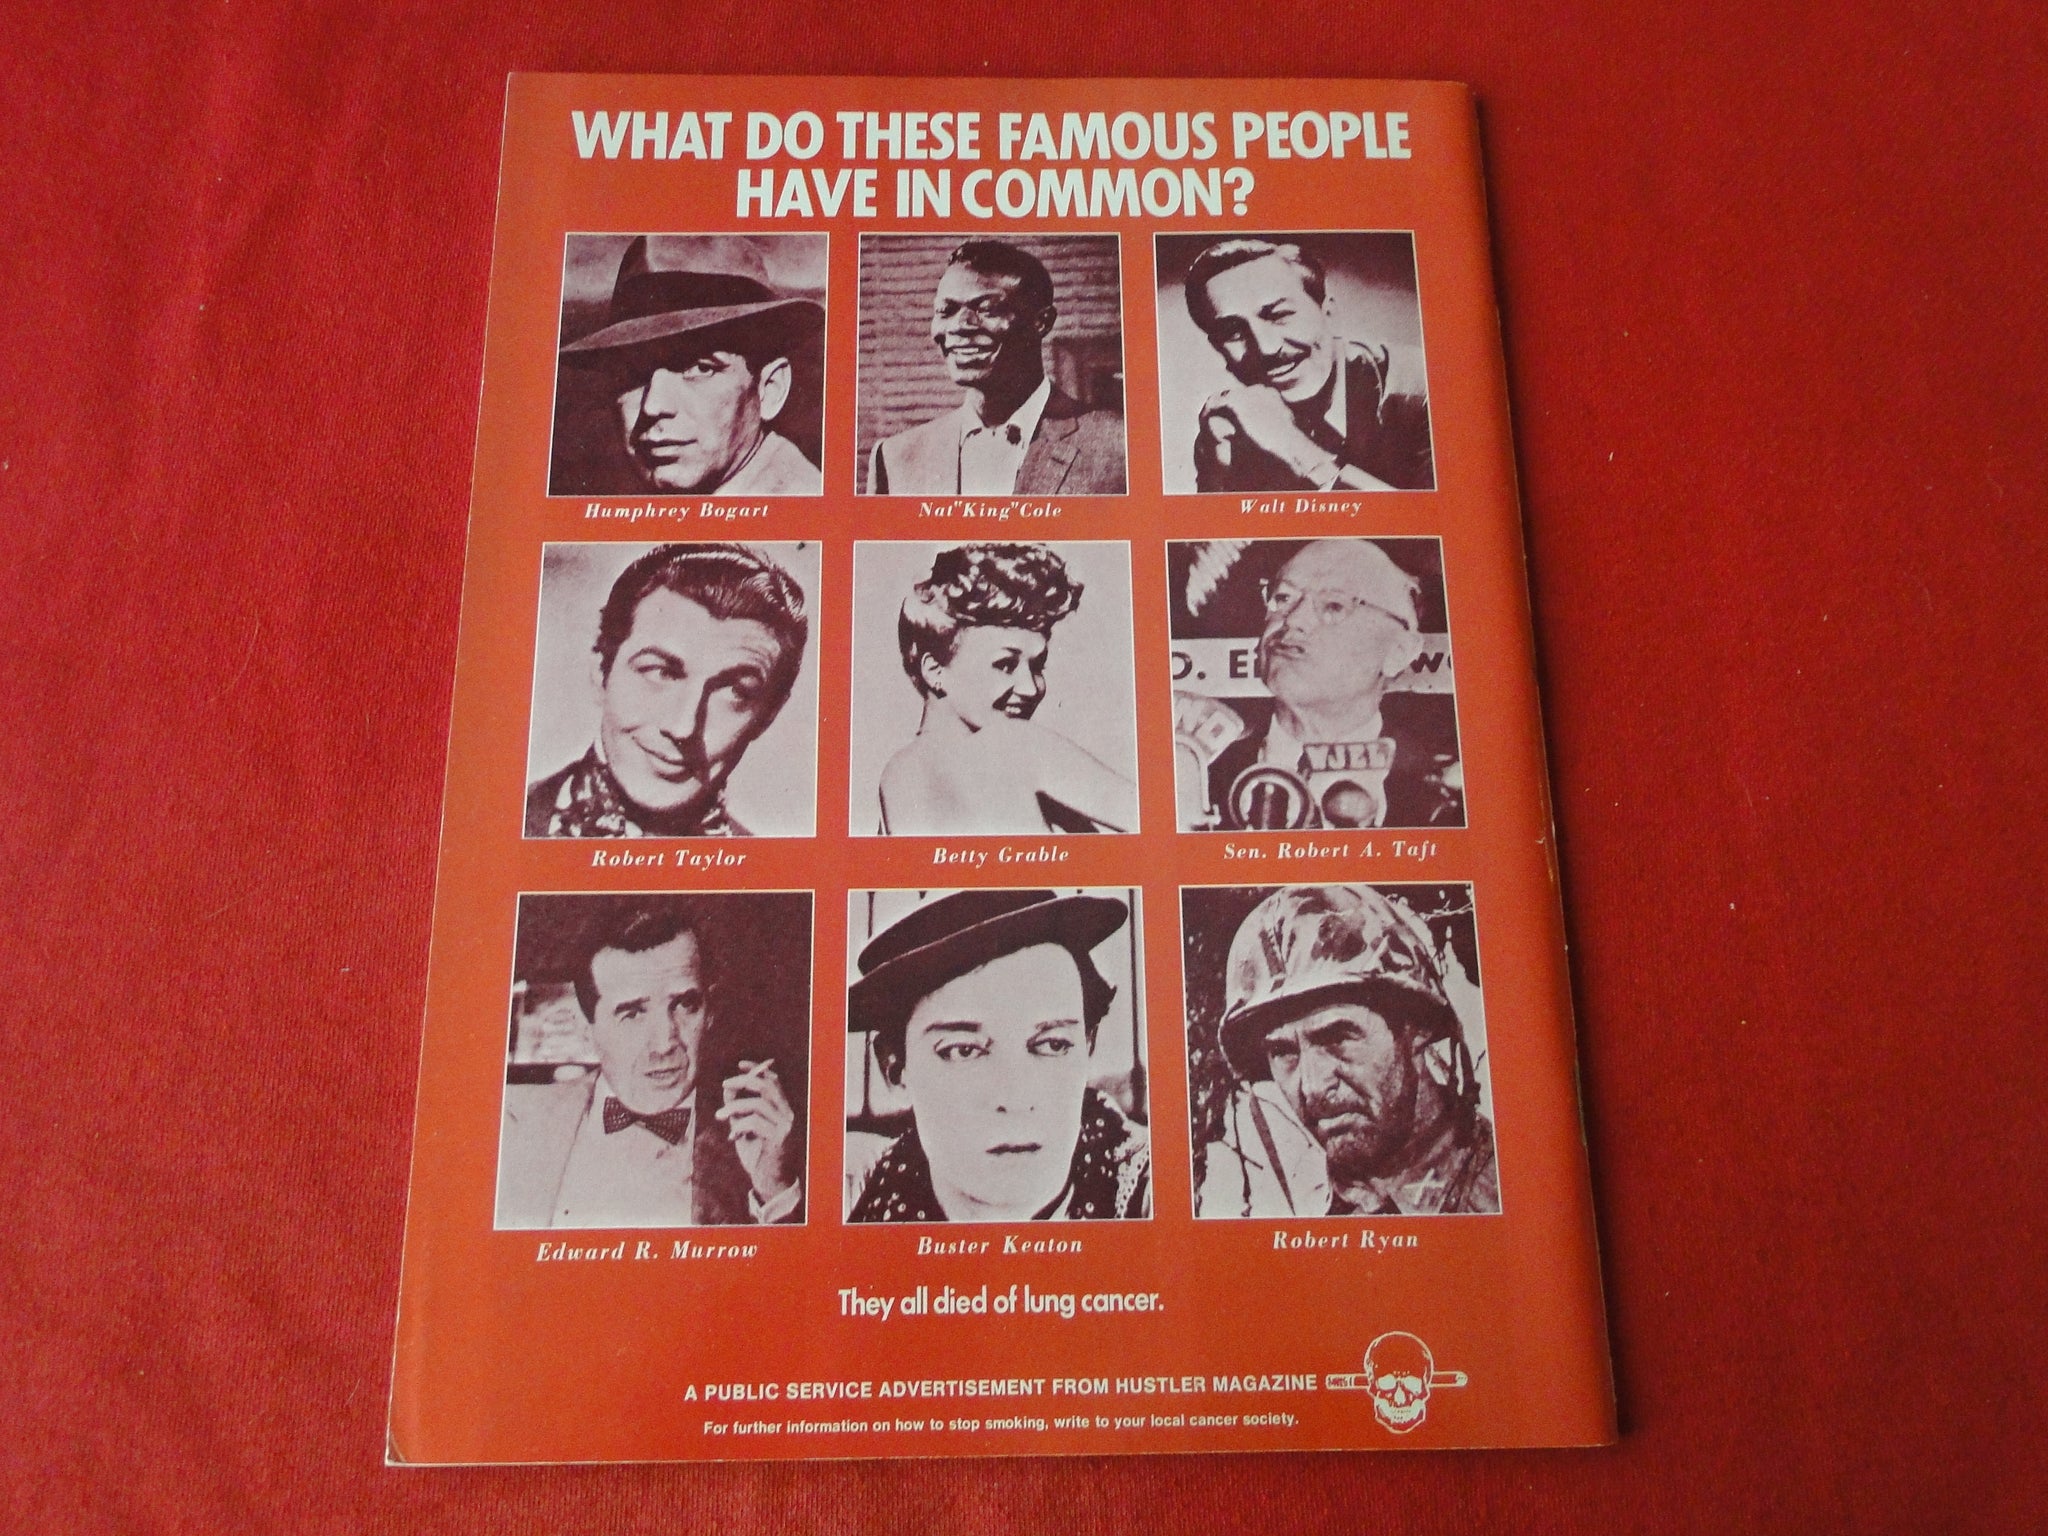 WHAT DO THESE FAMOUS PEOPLE
HAVE IN COMMON?
Humphrey Bogart
Nat "King" Cole
Walt Disney
O. Ei
Robert Taylor
Betty Grable
Sen. Robert A. Taft
Edward R. Murrow
Buster Keaton
Robert Ryan
They all died of lung cancer.
A PUBLIC SERVICE ADVERTISEMENT FROM HUSTLER MAGAZINE
For further information on how to stop smoking, write to your local cancer society.